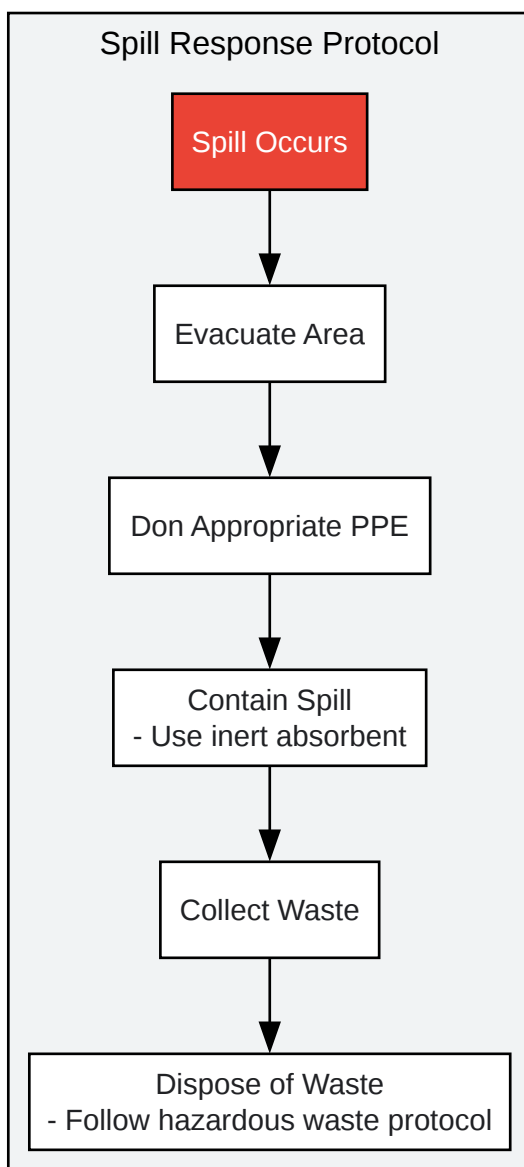 Spill Response Protocol
Spill Occurs
Evacuate Area
Don Appropriate PPE
Contain Spill
- Use inert absorbent
Collect Waste
Dispose of Waste
- Follow hazardous waste protocol